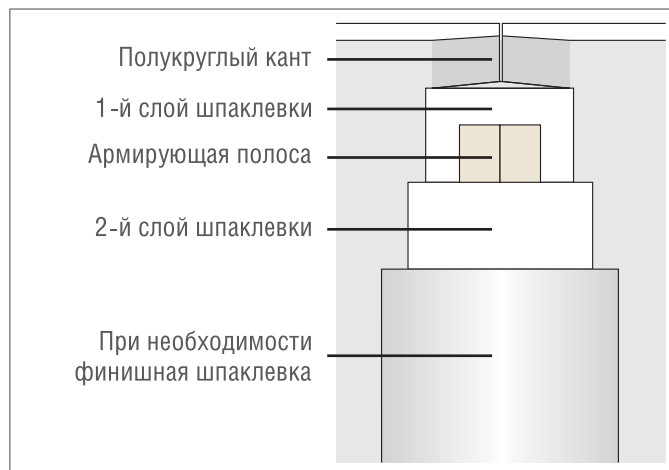 Полукруглый кант
1-й слой шпаклевки
Армирующая полоса
2-й слой шпаклевки
При необходимости
финишная шпаклевка